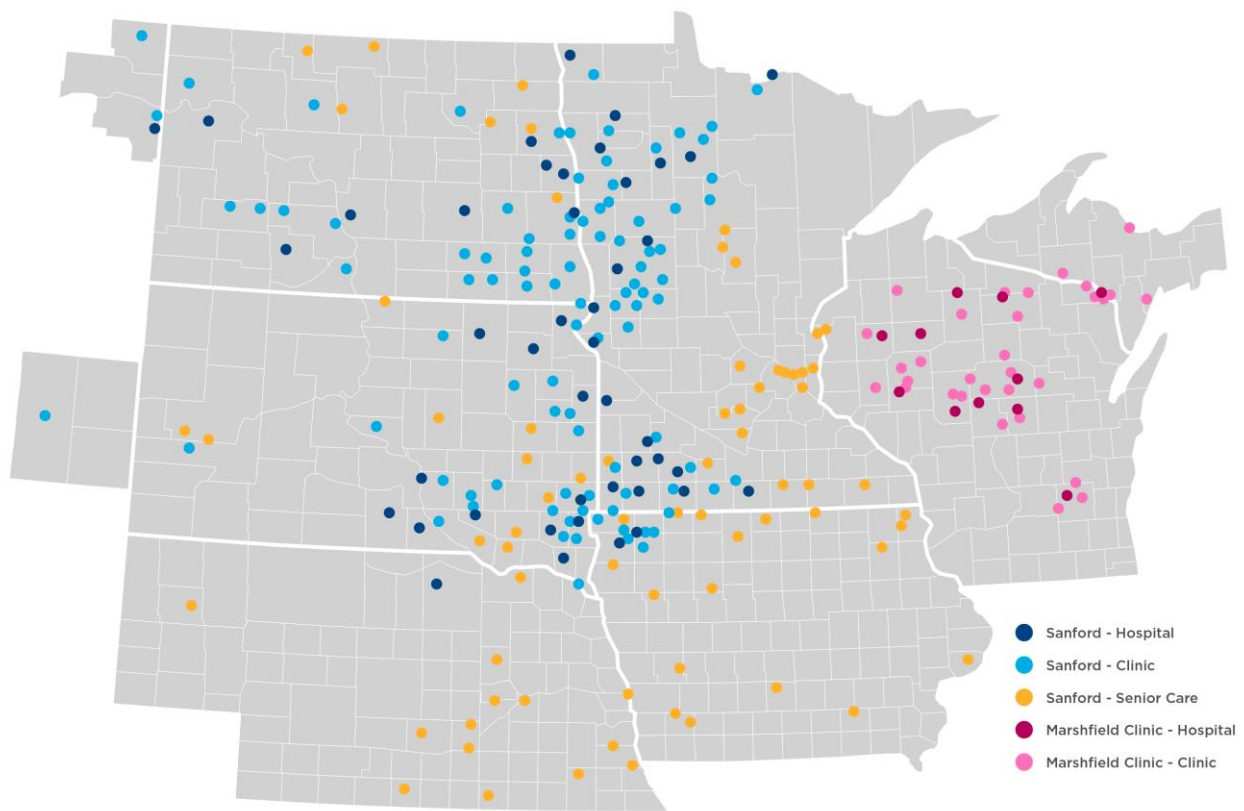 Sanford - Hospital
Sanford - Clinic
Sanford - Senior Care
Marshfield Clinic - Hospital
Marshfield Clinic - Clinic